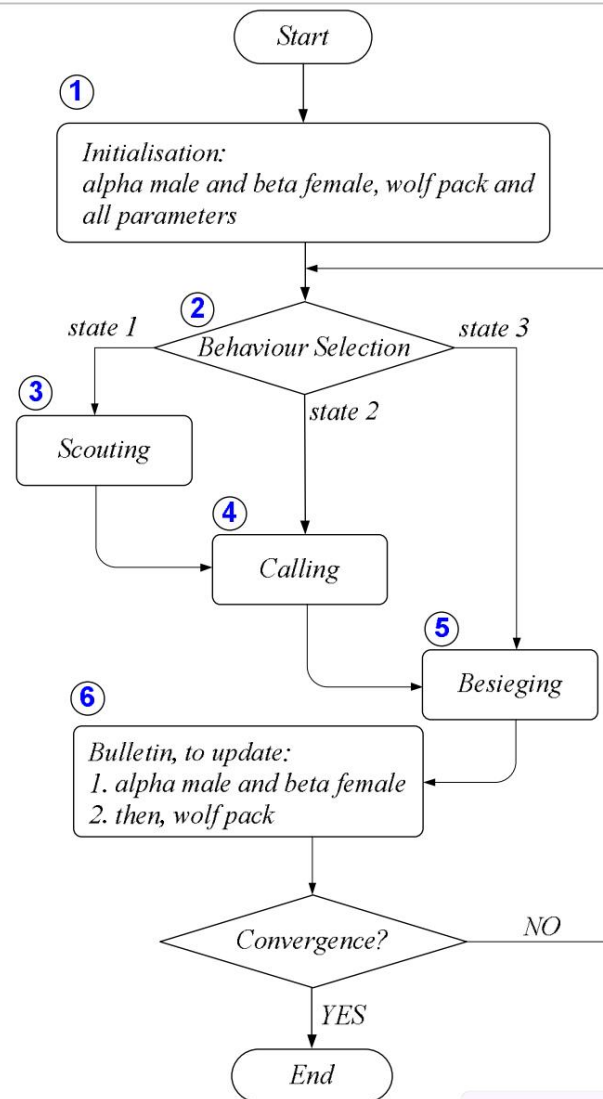 Start
1
Initialisation:
alpha male and beta female, wolf pack and
all parameters
2
state 1
state 3
Behaviour Selection
3
state 2
Scouting
4
Calling
5
Besieging
6
Bulletin, to update:
1. alpha male and beta female
2. then, wolf pack
Convergence?
NO
YES
End